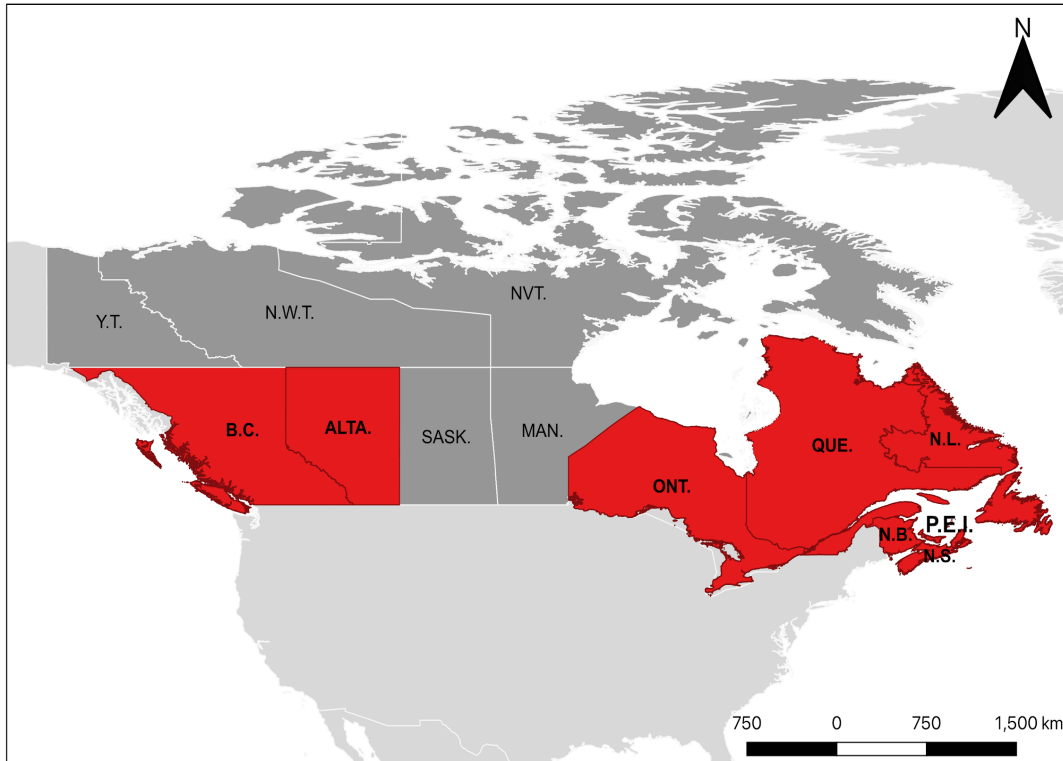 N
NVT.
N.W.T.
Y.T.
B.C.
ALTA.
SASK.
MAN.
ONT.
QUE.
N.L.
P.E.I.
N.B.
N.S.
750 0 750 1,500 km